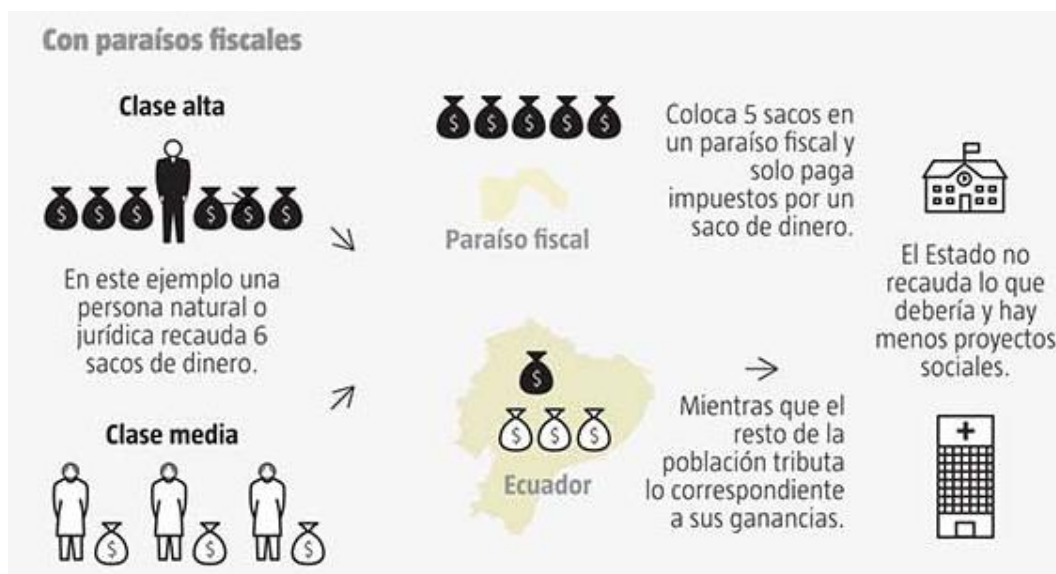 Con paraísos fiscales
Clase alta
$ $ $ $ $ $
En este ejemplo una
persona natural o
jurídica recauda 6
sacos de dinero.
Clase media
$ $ $
$ $ $ $ $
Paraíso fiscal
Coloca 5 sacos en
un paraíso fiscal y
solo paga
impuestos por un
saco de dinero.
$
$ $ $
Ecuador
Mientras que el
resto de la
población tributa
lo correspondiente
a sus ganancias.
El Estado no
recauda lo que
debería y hay
menos proyectos
sociales.